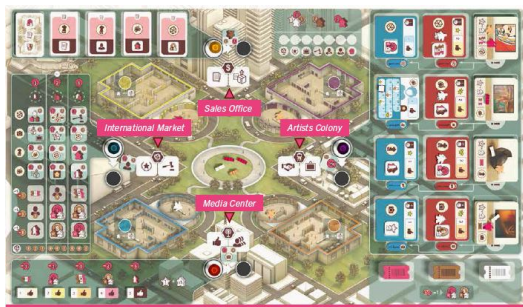 Sales Office
International Market
Artists Colony
Media Center